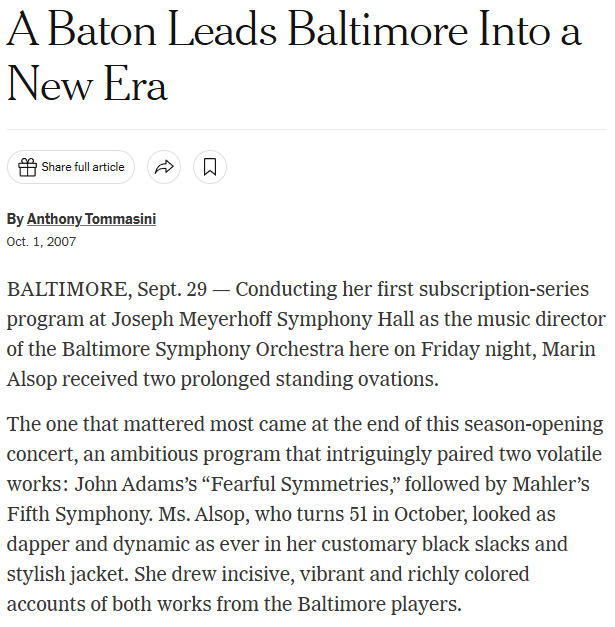 A Baton Leads Baltimore Into a
New Era
Share full article
By Anthony Tommasini
Oct. 1, 2007
BALTIMORE, Sept. 29 — Conducting her first subscription-series
program at Joseph Meyerhoff Symphony Hall as the music director
of the Baltimore Symphony Orchestra here on Friday night, Marin
Alsop received two prolonged standing ovations.
The one that mattered most came at the end of this season-opening
concert, an ambitious program that intriguingly paired two volatile
works: John Adams’s “Fearful Symmetries,” followed by Mahler’s
Fifth Symphony. Ms. Alsop, who turns 51 in October, looked as
dapper and dynamic as ever in her customary black slacks and
stylish jacket. She drew incisive, vibrant and richly colored
accounts of both works from the Baltimore players.